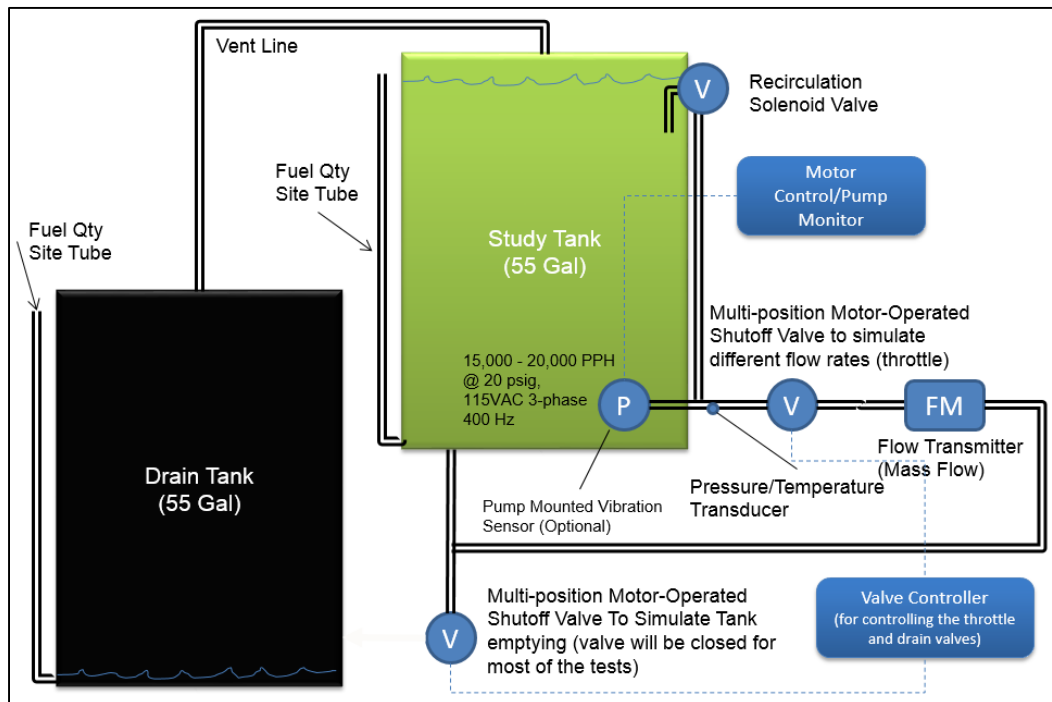 Vent Line
Recirculation
Solenoid Valve
V
Motor
Control/Pump
Monitor
Fuel Qty
Site Tube
Fuel Qty
Site Tube
Study Tank
(55 Gal)
Multi-position Motor-Operated
Shutoff Valve to simulate
different flow rates (throttle)
15,000 - 20,000 PPH
@ 20 psig,
115VAC 3-phase
400 Hz
P
V
FM
Flow Transmitter
(Mass Flow)
Drain Tank
(55 Gal)
Pressure/Temperature
Transducer
Pump Mounted Vibration
Sensor (Optional)
Multi-position Motor-Operated
Shutoff Valve To Simulate Tank
emptying (valve will be closed for
most of the tests)
V
Valve Controller
(for controlling the throttle
and drain valves)